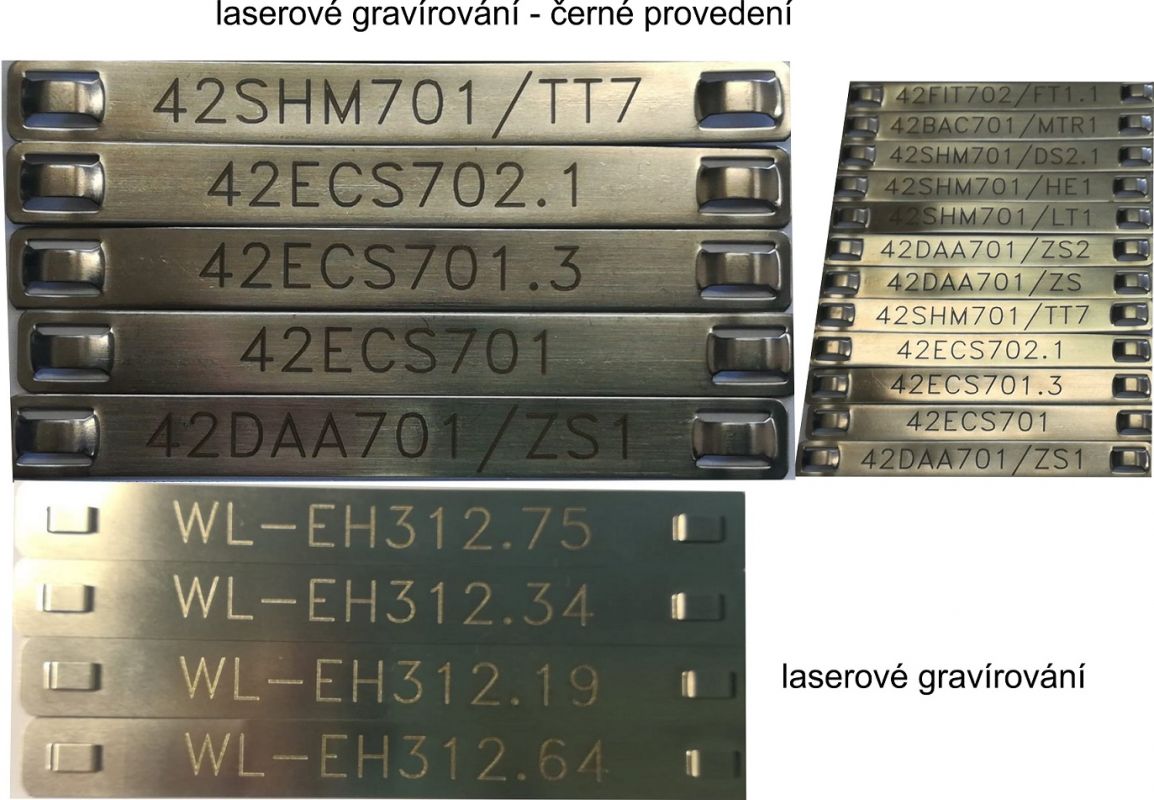 laserové gravírování - černé provedení
42SHM701/TT7
42ECS702.1
42ECS701.3
42ECS701
42DAA701/ZS1
42FIT702/FT1.1
42BAC701/MTR1
42SHM701/DS2.1
42SHM701/HE1
42SHM701/LT1
42DAA701/ZS2
42DAA701/ZS
42SHM701/TT7
42ECS702.1
42ECS701.3
42ECS701
42DAA701/ZS1
WL-EH312.75
WL-EH312.34
WL-EH312.19
WL-EH312.64
laserové gravírování